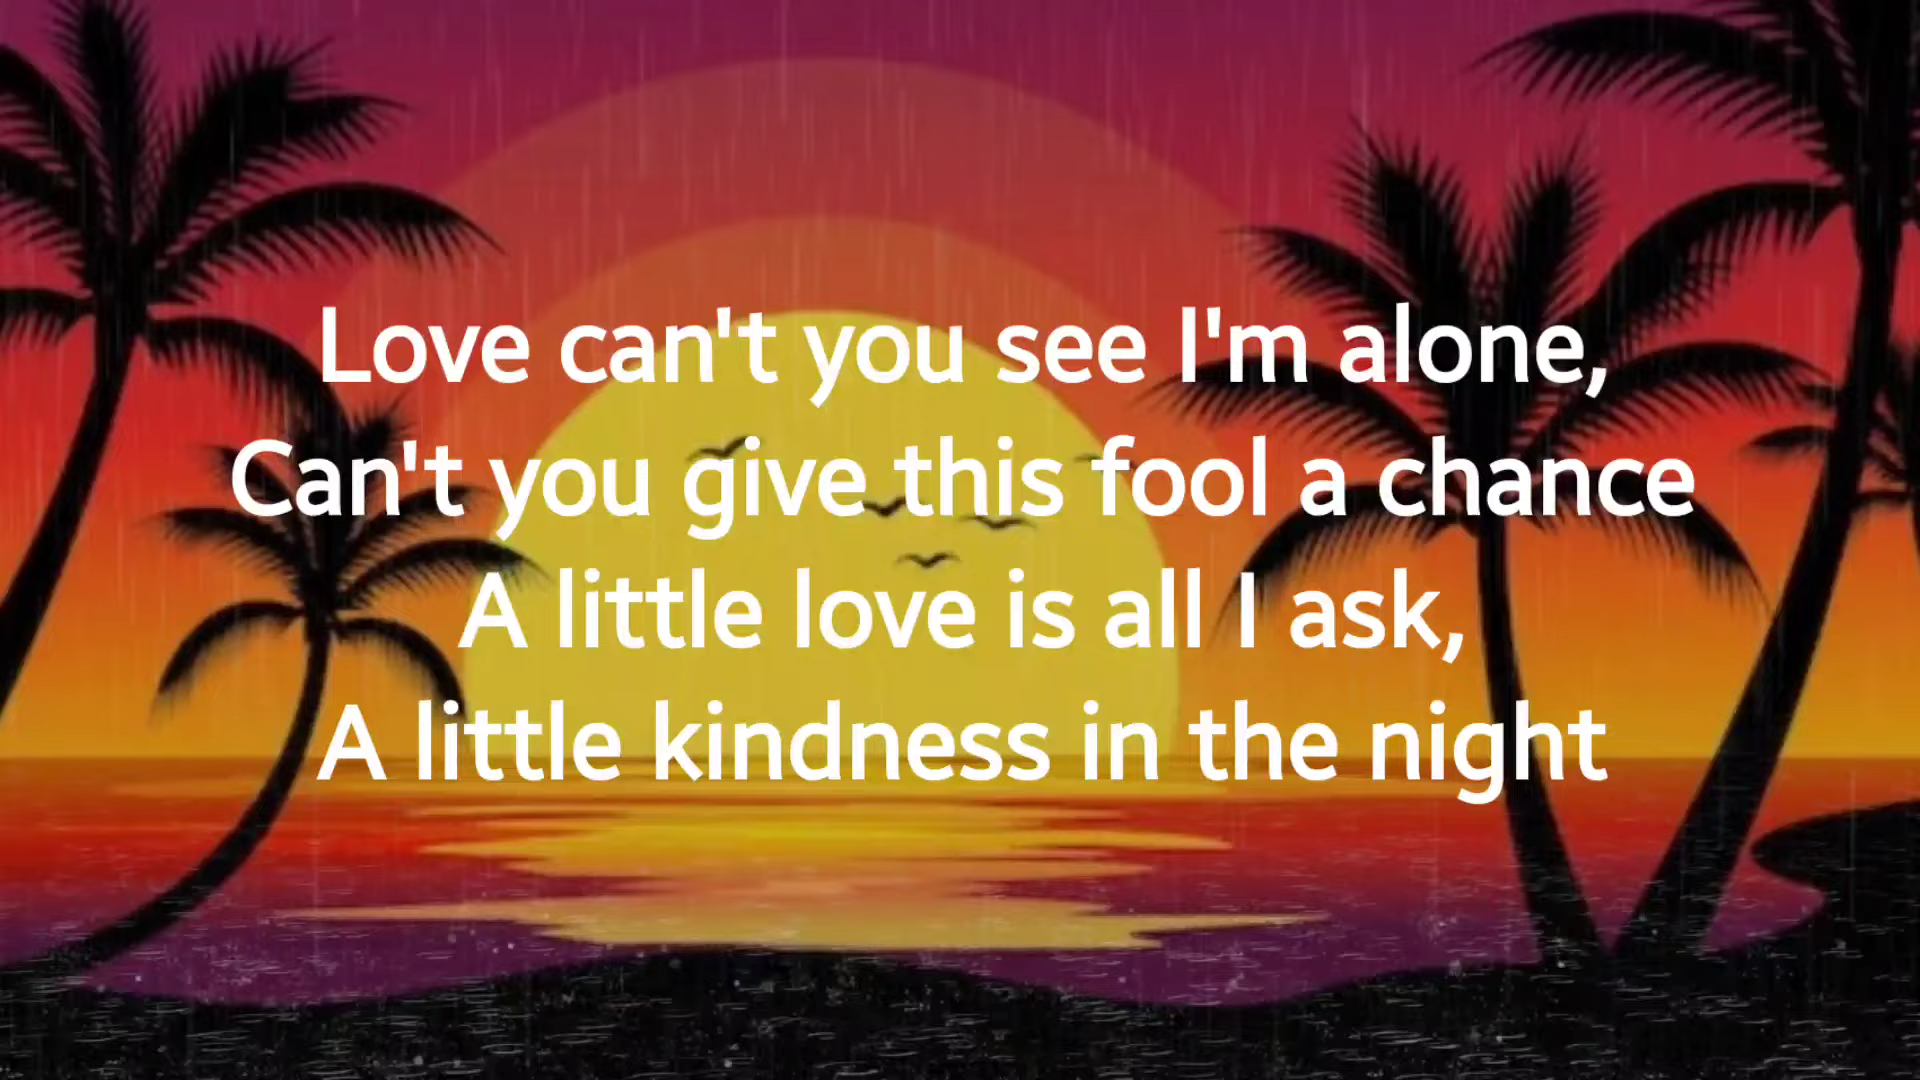 Love can't you see I'm alone,
Can't you give this fool a chance
A little love is all I ask,
A little kindness in the night